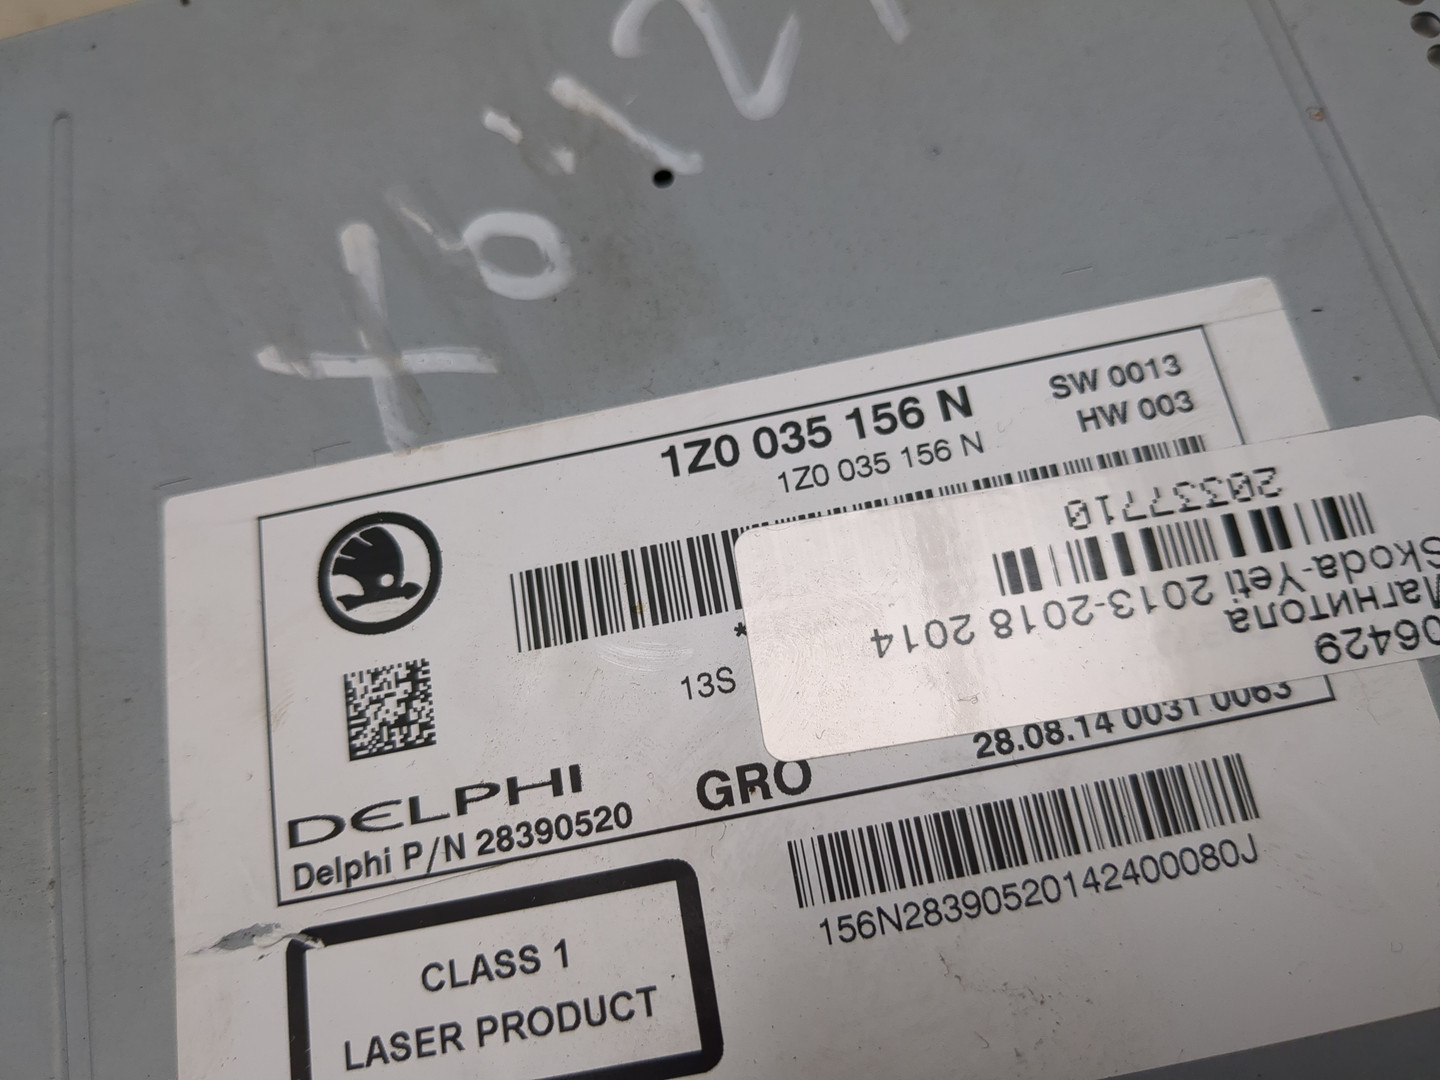 1Z0 035 156 N
1Z0 035 156 N
SW 0013
HW 003
13S
28.08.14 0031 0063
DELPHI
GRO
Delphi P/N 28390520
156N28390520142400080J
CLASS 1
LASER PRODUCT
06429
Магнитола
Skoda-Yeti 2013-2018 2014
20337710